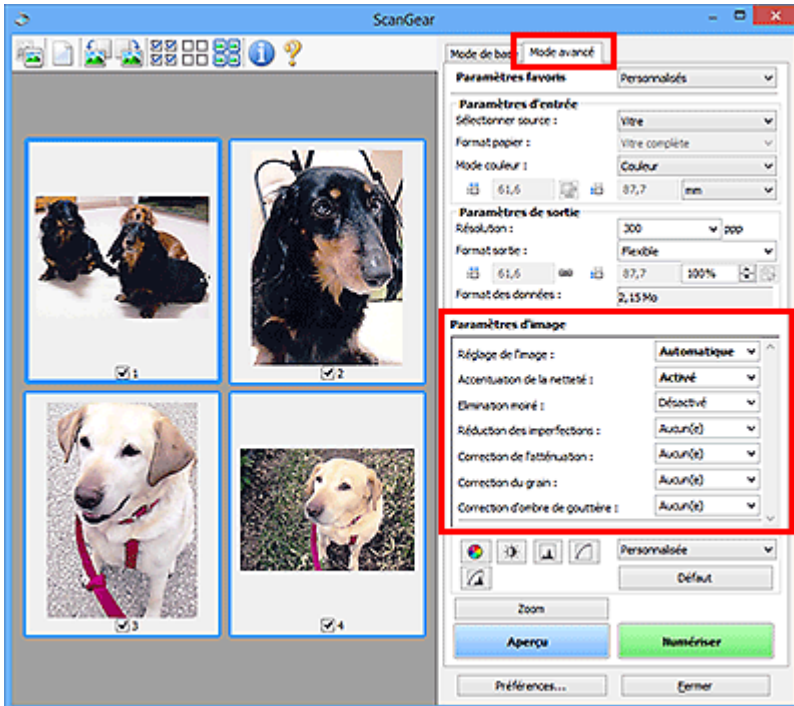 ScanGear
Mode de base Mode avancé
Paramètres favoris Personnalisés
Paramètres d'entrée
Sélectionner source : Vitre
Format papier : Vitre complète
Mode couleur : Couleur
61,6 87,7 mm
Paramètres de sortie
Résolution : 300 ppp
Format sortie : Flexible
61,6 87,7 100%
Format des données : 2,15 Mo
Paramètres d'image
Réglage de l'image : Automatique
Accentuation de la netteté : Activé
Elimination moiré : Désactivé
Réduction des imperfections : Aucun(e)
Correction de l'atténuation : Aucun(e)
Correction du grain : Aucun(e)
Correction d'ombre de gouttière : Aucun(e)
Personnalisée
Défaut
Zoom
Aperçu Numériser
Préférences... Fermer
1
2
3
4